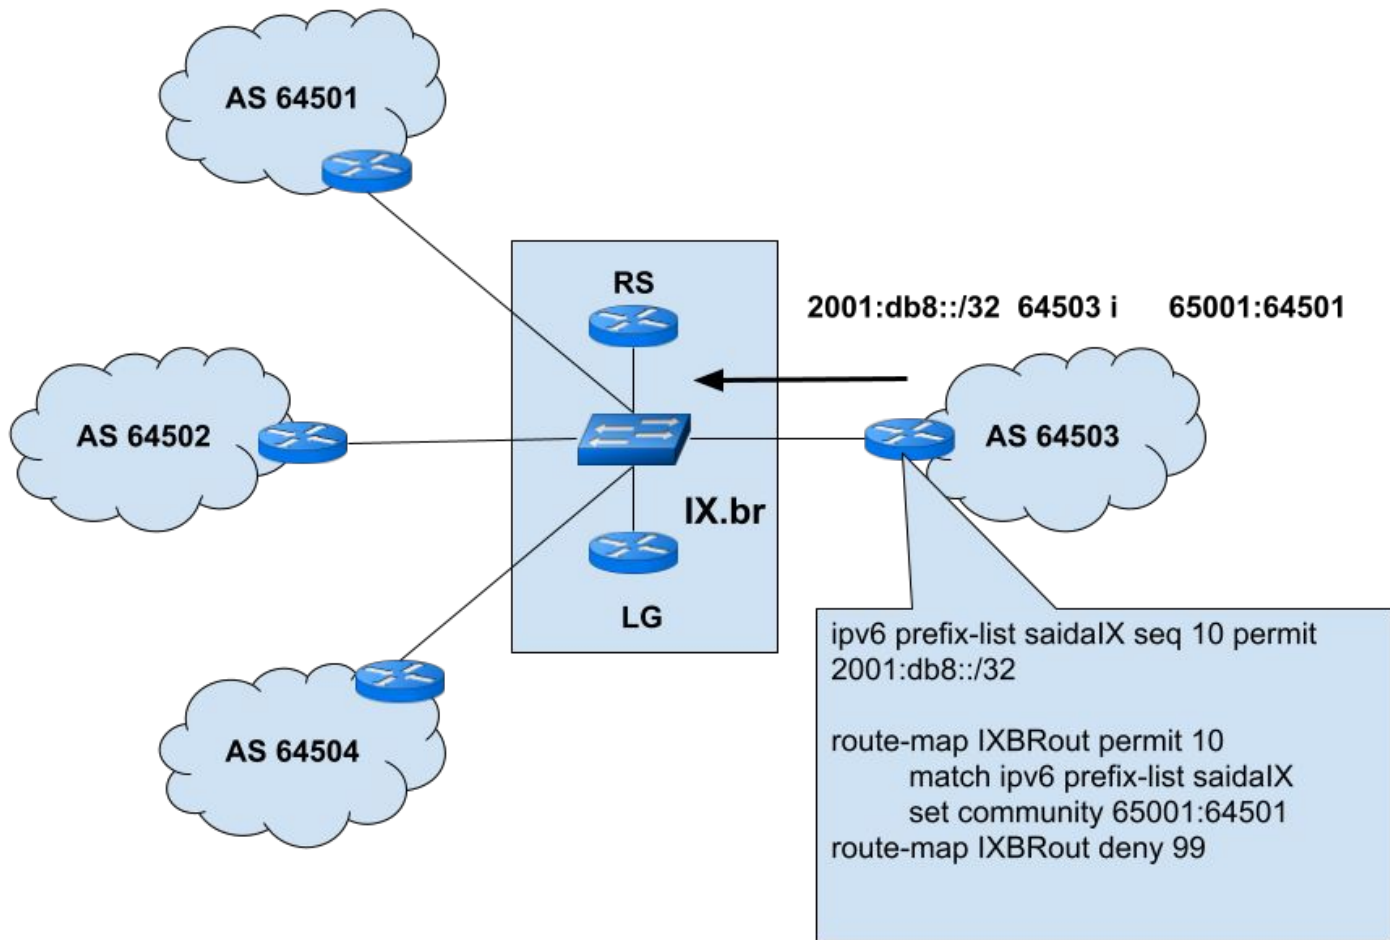 AS 64501
RS
2001:db8::/32  64503 i     65001:64501
AS 64502
AS 64503
IX.br
LG
AS 64504
ipv6 prefix-list saidaIX seq 10 permit
2001:db8::/32
route-map IXBRout permit 10
match ipv6 prefix-list saidaIX
set community 65001:64501
route-map IXBRout deny 99